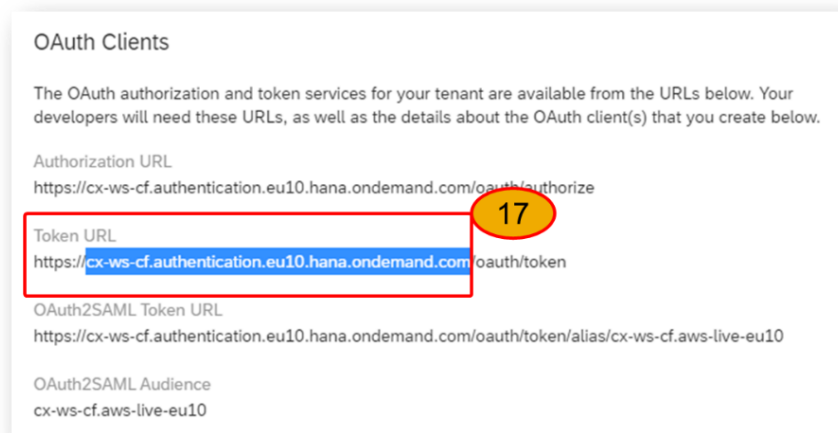 OAuth Clients
The OAuth authorization and token services for your tenant are available from the URLs below. Your
developers will need these URLs, as well as the details about the OAuth client(s) that you create below.
Authorization URL
https://cx-ws-cf.authentication.eu10.hana.ondemand.com/oauth/authorize
17
Token URL
https://cx-ws-cf.authentication.eu10.hana.ondemand.com/oauth/token
OAuth2SAML Token URL
https://cx-ws-cf.authentication.eu10.hana.ondemand.com/oauth/token/alias/cx-ws-cf.aws-live-eu10
OAuth2SAML Audience
cx-ws-cf.aws-live-eu10